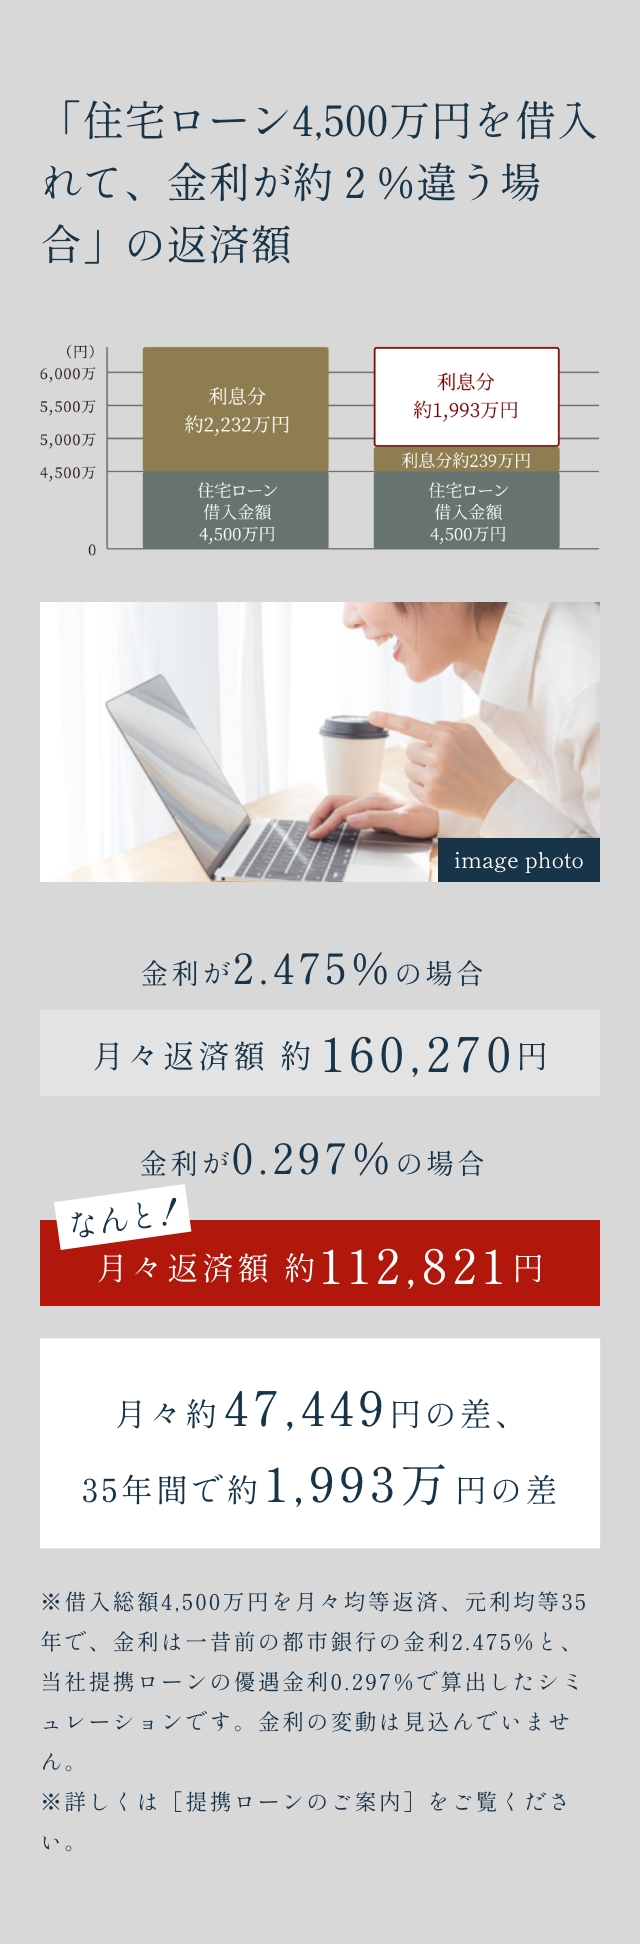 「住宅ローン4,500万円を借入
れて、金利が約２％違う場
合」の返済額
（円）
6,000万
5,500万
5,000万
4,500万
0
利息分
約2,232万円
住宅ローン
借入金額
4,500万円
利息分
約1,993万円
利息分約239万円
住宅ローン
借入金額
4,500万円
image photo
金利が2.475％の場合
月々返済額 約160,270円
金利が0.297％の場合
なんと!
月々返済額 約112,821円
月々約47,449円の差、
35年間で約1,993万円の差
※借入総額4,500万円を月々均等返済、元利均等35
年で、金利は一昔前の都市銀行の金利2.475%と、
当社提携ローンの優遇金利0.297%で算出したシミ
ュレーションです。金利の変動は見込んでいませ
ん。
※詳しくは［提携ローンのご案内］をご覧くださ
い。